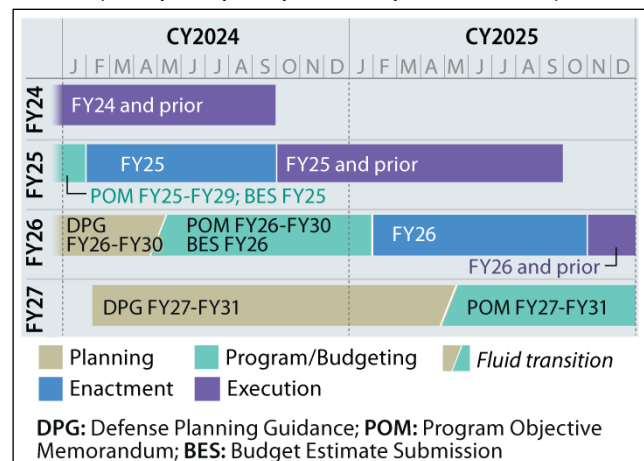 CY2024 CY2025
J F M A M J J A S O N D J F M A M J J A S O N D
FY24
FY24 and prior
FY25
FY25
FY25 and prior
POM FY25-FY29; BES FY25
FY26
DPG
FY26-FY30
POM FY26-FY30
BES FY26
FY26
FY26 and prior
FY27
DPG FY27-FY31
POM FY27-FY31
Planning Program/Budgeting Fluid transition
Enactment Execution
DPG: Defense Planning Guidance; POM: Program Objective
Memorandum; BES: Budget Estimate Submission